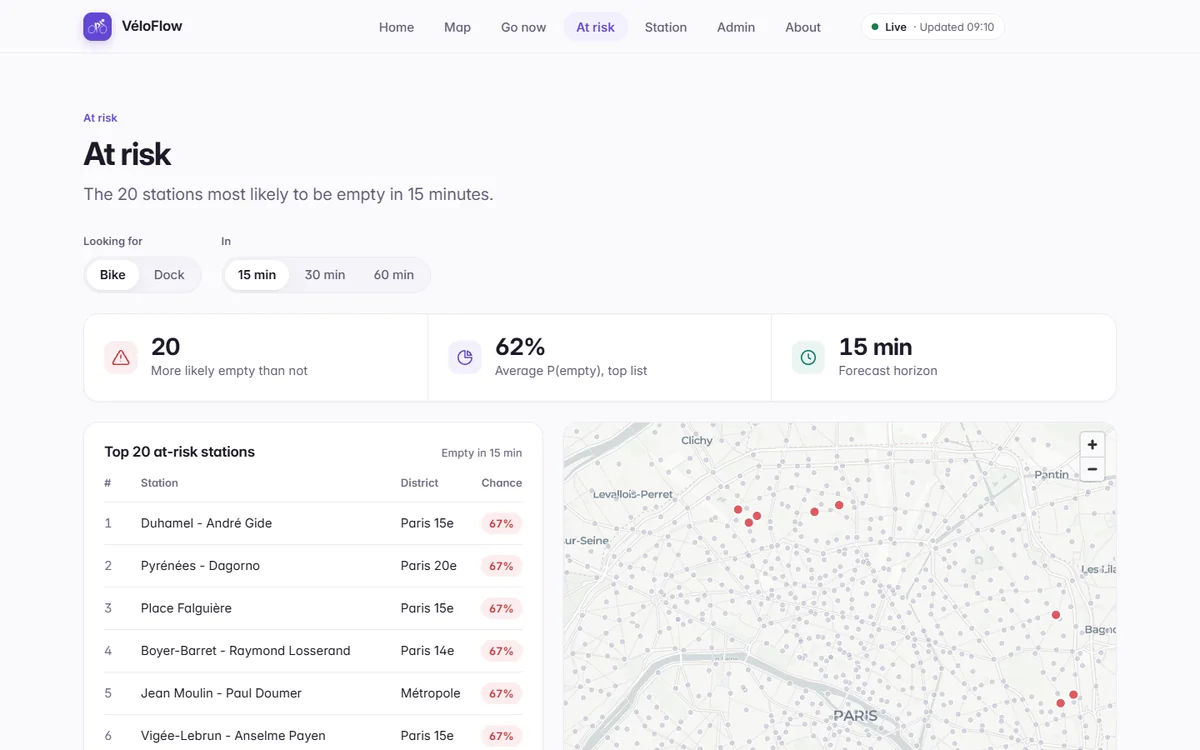 VéloFlow
Home
Map
Go now
At risk
Station
Admin
About
Live · Updated 09:10
At risk
At risk
The 20 stations most likely to be empty in 15 minutes.
Looking for
In
Bike
Dock
15 min
30 min
60 min
20
More likely empty than not
62%
Average P(empty), top list
15 min
Forecast horizon
Top 20 at-risk stations
Empty in 15 min
# Station District Chance
1 Duhamel - André Gide Paris 15e 67%
2 Pyrénées - Dagorno Paris 20e 67%
3 Place Falguière Paris 15e 67%
4 Boyer-Barret - Raymond Losserand Paris 14e 67%
5 Jean Moulin - Paul Doumer Métropole 67%
6 Vigée-Lebrun - Anselme Payen Paris 15e 67%
Clichy
+
−
Pantin
Levallois-Perret
ur-Seine
Les Lila
Bagno
PARIS